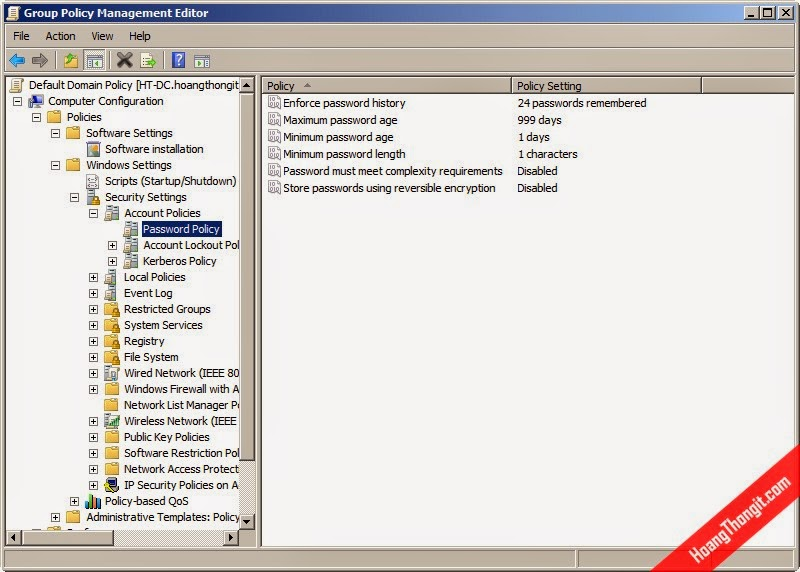 Group Policy Management Editor
File Action View Help
Default Domain Policy [HT-DC.hoangthongit
Computer Configuration
Policies
Software Settings
Software installation
Windows Settings
Scripts (Startup/Shutdown)
Security Settings
Account Policies
Password Policy
Account Lockout Pol
Kerberos Policy
Local Policies
Event Log
Restricted Groups
System Services
Registry
File System
Wired Network (IEEE 80
Windows Firewall with A
Network List Manager Po
Wireless Network (IEEE
Public Key Policies
Software Restriction Pol
Network Access Protect
IP Security Policies on A
Policy-based QoS
Administrative Templates: Policy
Policy Policy Setting
Enforce password history 24 passwords remembered
Maximum password age 999 days
Minimum password age 1 days
Minimum password length 1 characters
Password must meet complexity requirements Disabled
Store passwords using reversible encryption Disabled
HoangThongit.com